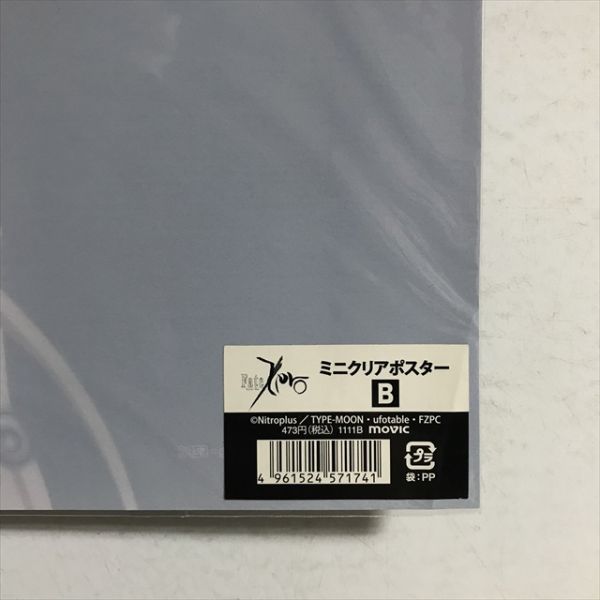 Fate/Zero
ミニクリアポスター
B
©Nitroplus / TYPE-MOON・ufotable・FZPC
473円(税込) 1111B movic
4 961524 571741
プラ
袋:PP